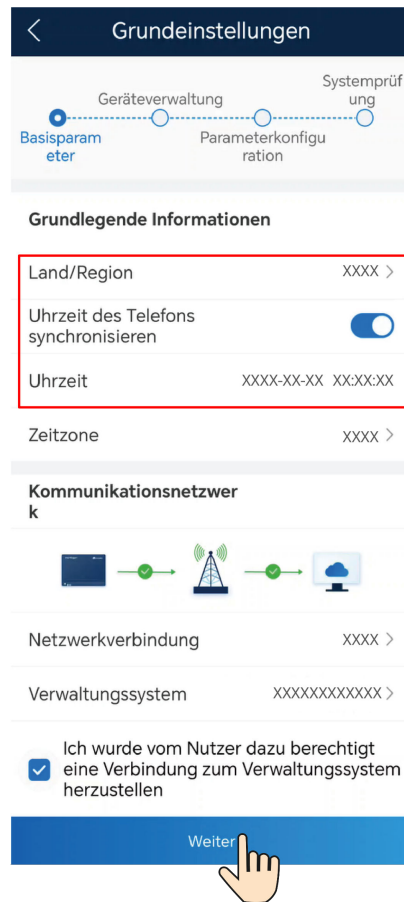 Grundeinstellungen
Systemprüf
ung
Geräteverwaltung
Basisparam
eter
Parameterkonfigu
ration
Grundlegende Informationen
Land/Region XXXX
Uhrzeit des Telefons
synchronisieren
Uhrzeit XXXX-XX-XX XX:XX:XX
Zeitzone XXXX
Kommunikationsnetzwer
k
Netzwerkverbindung XXXX
Verwaltungssystem XXXXXXXXXXXX
Ich wurde vom Nutzer dazu berechtigt
eine Verbindung zum Verwaltungssystem
herzustellen
Weiter